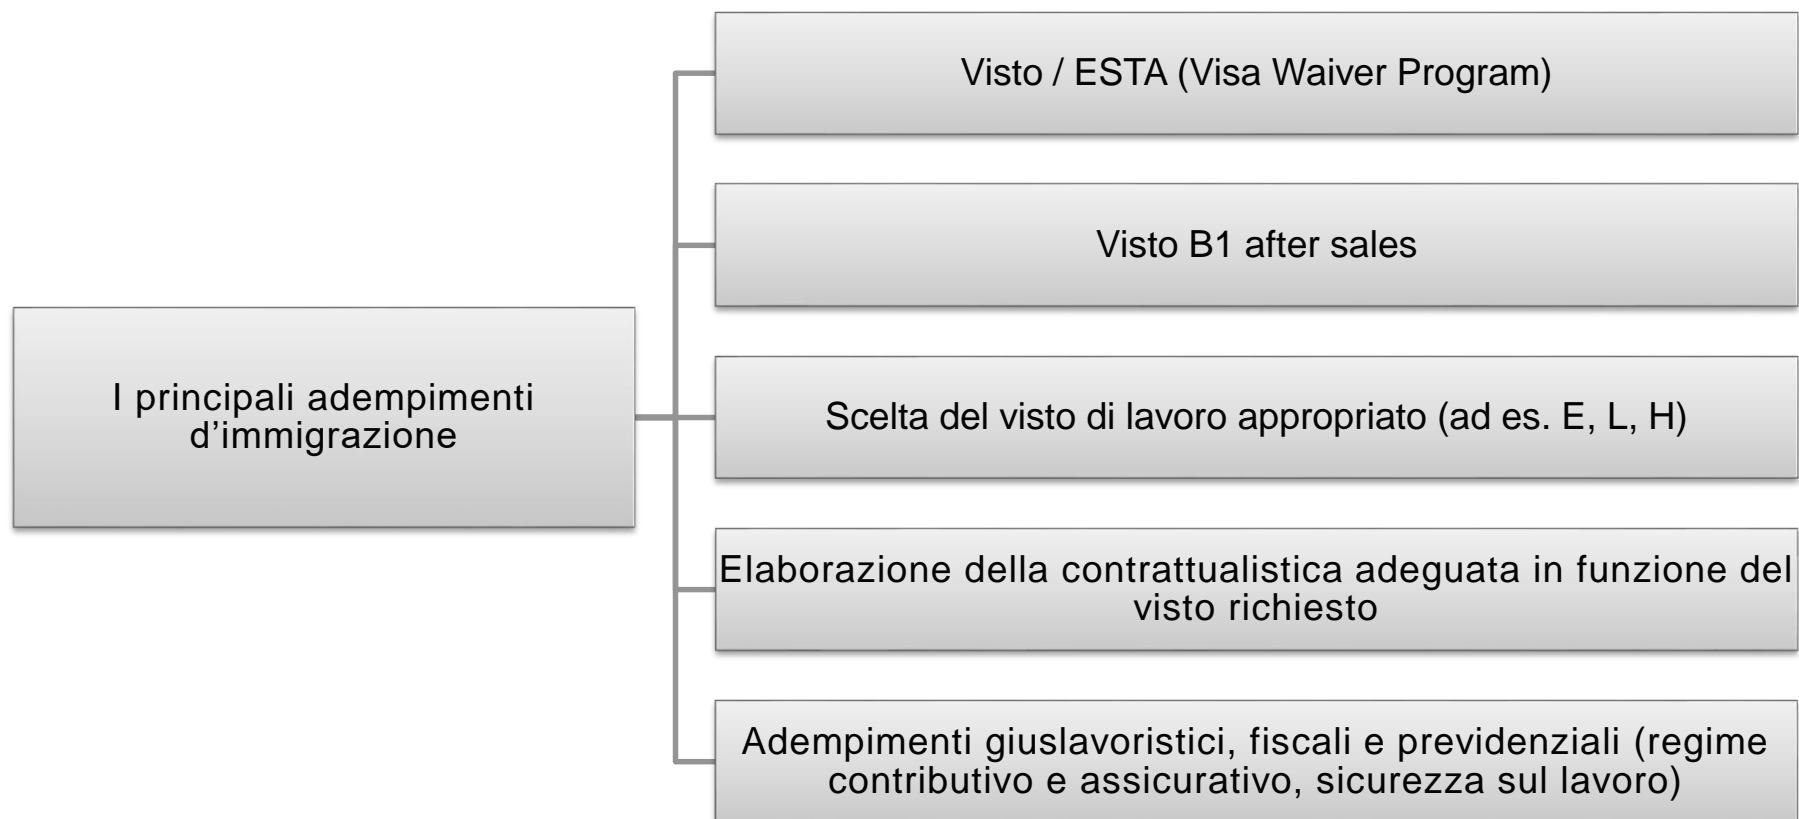 Visto / ESTA (Visa Waiver Program)
Visto B1 after sales
I principali adempimenti
d’immigrazione
Scelta del visto di lavoro appropriato (ad es. E, L, H)
Elaborazione della contrattualistica adeguata in funzione del
visto richiesto
Adempimenti giuslavoristici, fiscali e previdenziali (regime
contributivo e assicurativo, sicurezza sul lavoro)